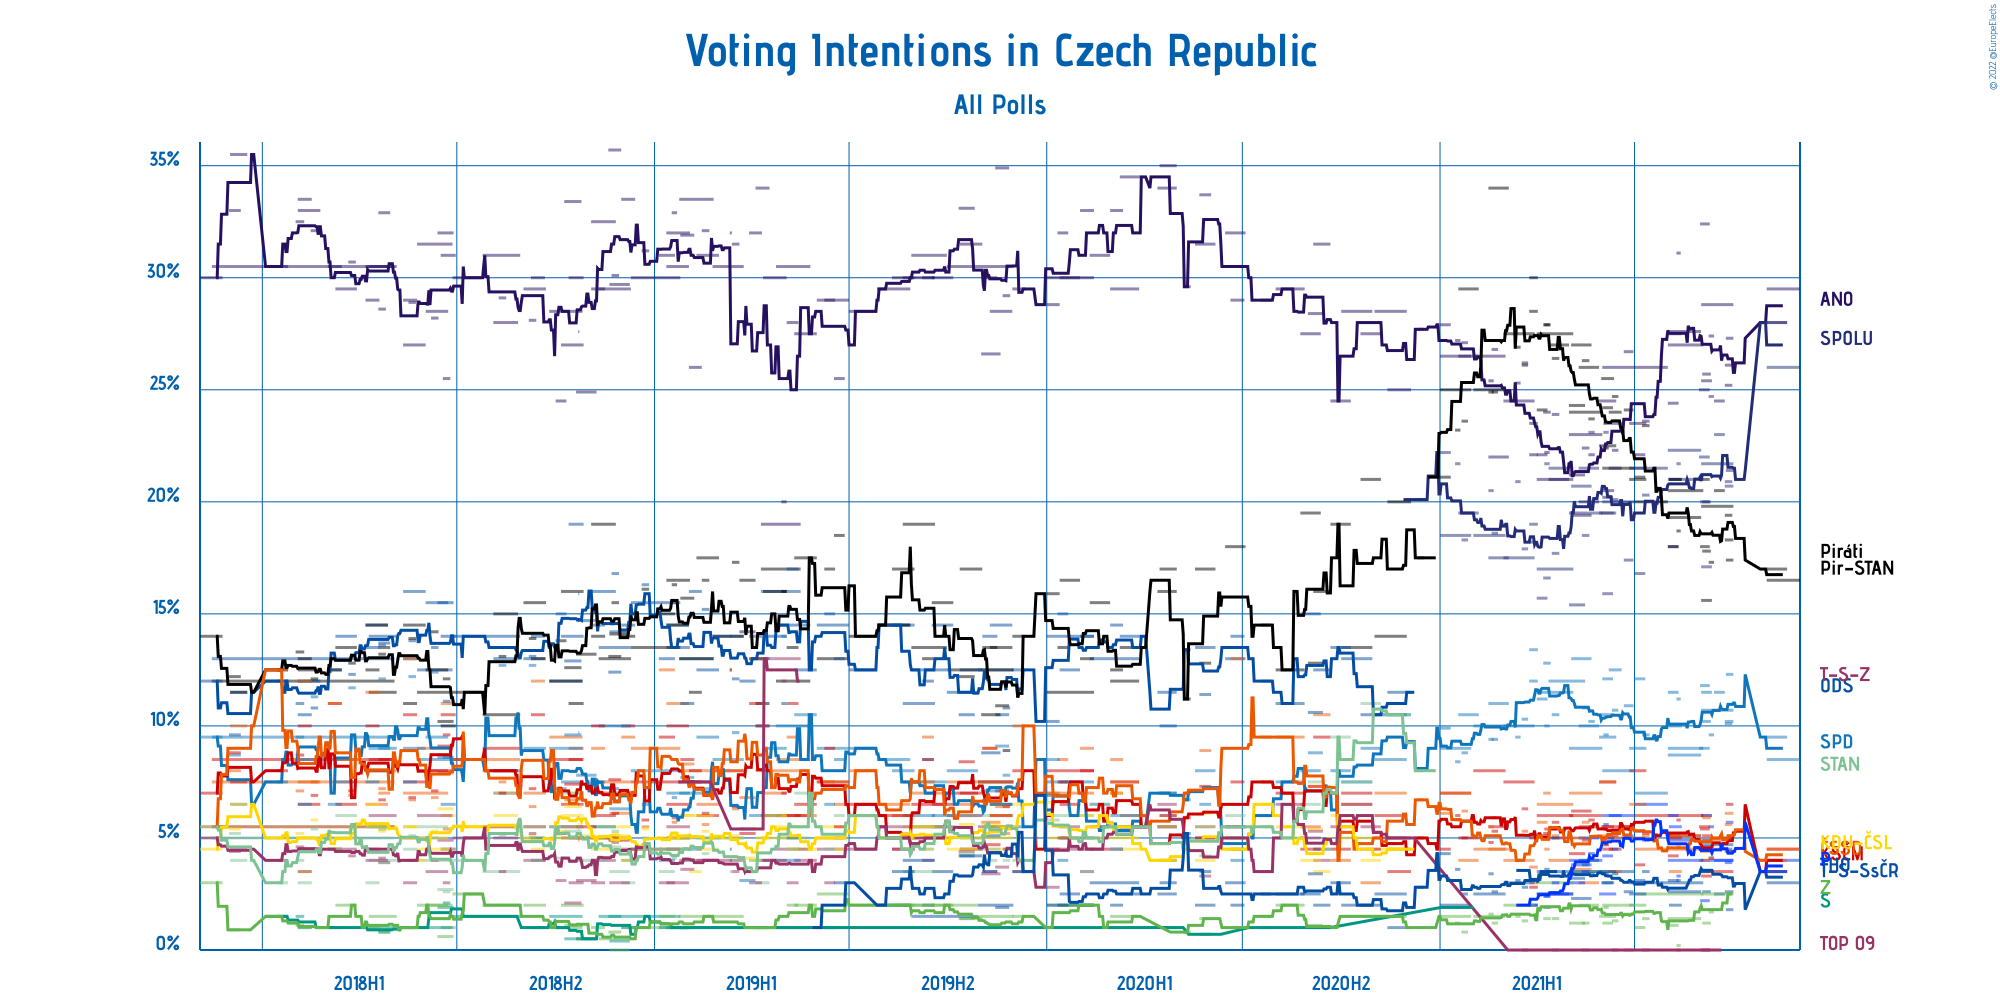 © 2022 @EuropeElects
Voting Intentions in Czech Republic
All Polls
35%
30%
25%
20%
15%
10%
5%
0%
ANO
SPOLU
Piráti
Pir-STAN
T-S-Z
ODS
SPD
STAN
KDU-ČSL
KSČM
T-S-SsČR
Z
S
TOP 09
2018H1
2018H2
2019H1
2019H2
2020H1
2020H2
2021H1